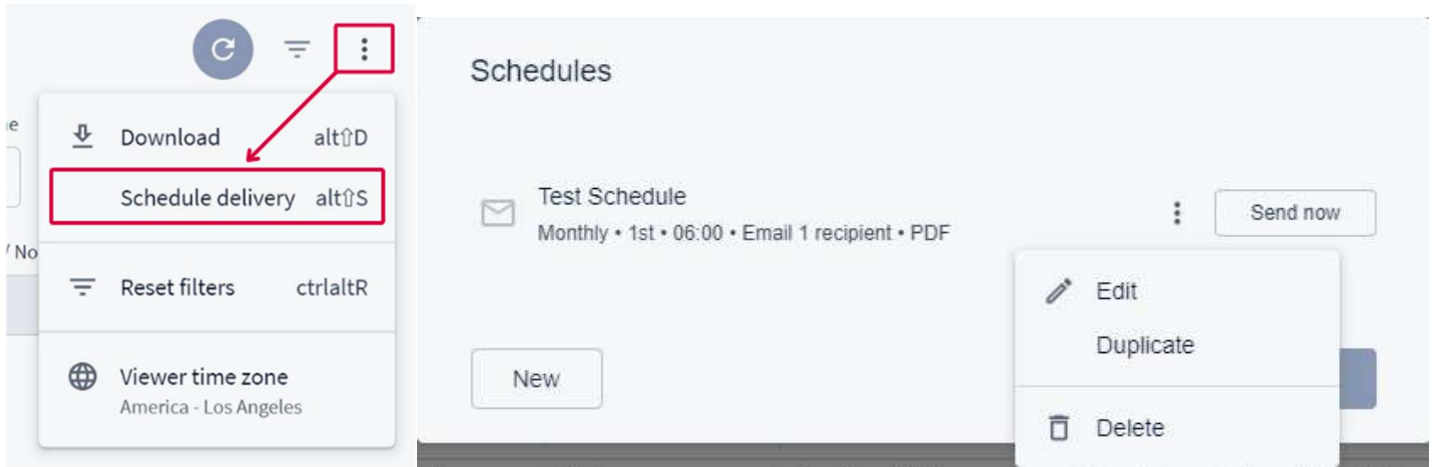 e
Download alt⇧D
Schedule delivery alt⇧S
/ No
Reset filters ctrlaltR
Viewer time zone
America - Los Angeles
Schedules
Test Schedule
Monthly • 1st • 06:00 • Email 1 recipient • PDF
Send now
Edit
Duplicate
New
Delete